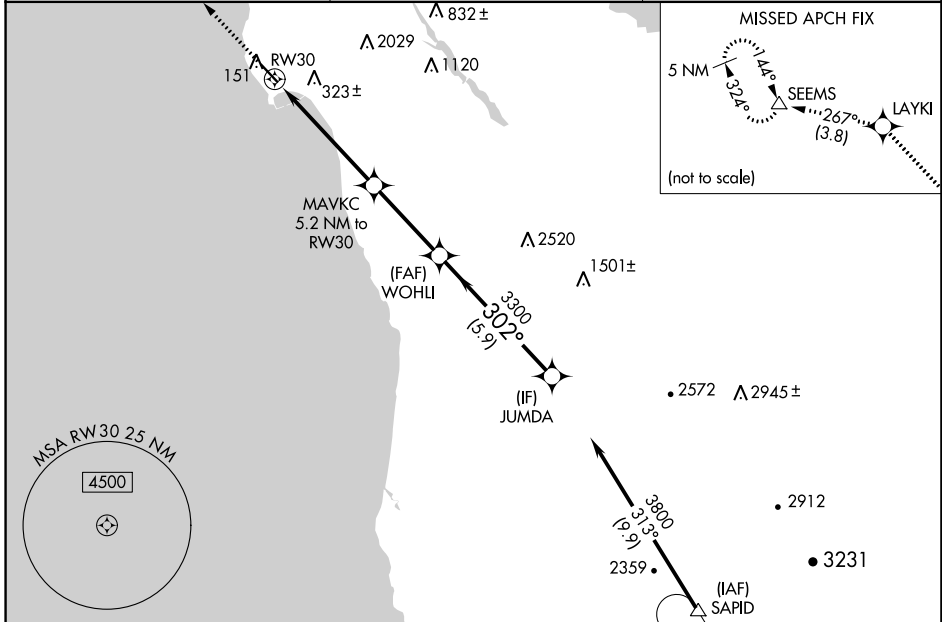 832±
2029
1120
RW30
151
323±
MISSED APCH FIX
5 NM
144°
324°
SEEMS
LAYKI
267°
(3.8)
(not to scale)
MAVKC
5.2 NM to
RW30
(FAF)
WOHLI
2520
1501±
3300
302°
(5.9)
(IF)
JUMDA
2572
2945±
MSA RW30 25 NM
4500
3800
313°
(9.9)
2912
3231
2359
(IAF)
SAPID